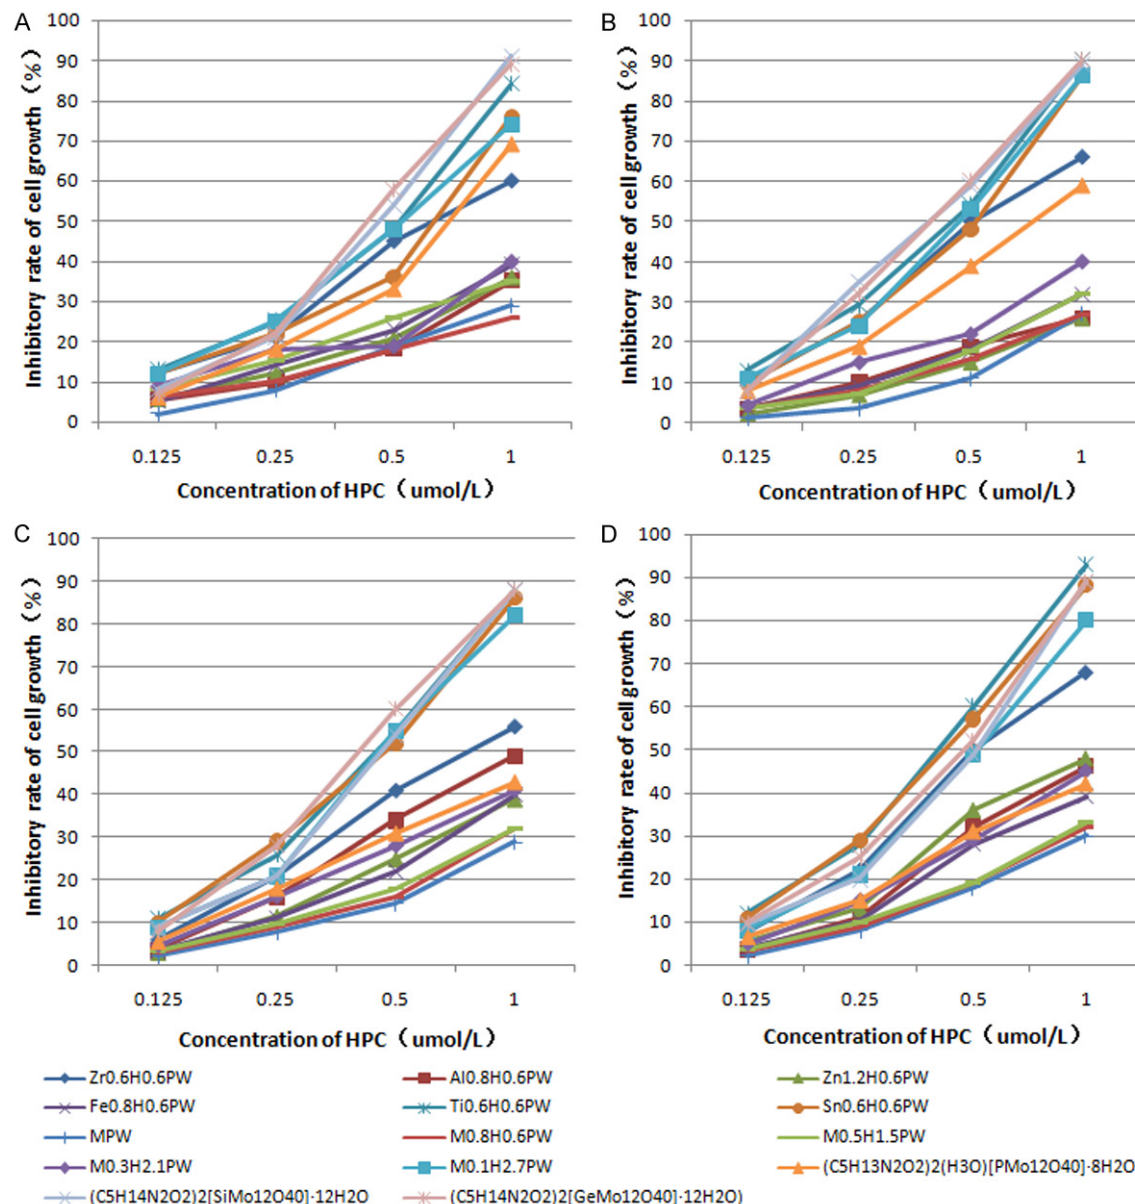 A
B
100
90
80
70
60
50
40
30
20
10
0
Inhibitory rate of cell growth（%）
0.125 0.25 0.5 1
Concentration of HPC（umol/L）
100
90
80
70
60
50
40
30
20
10
0
Inhibitory rate of cell growth（%）
0.125 0.25 0.5 1
Concentration of HPC（umol/L）
C
D
100
90
80
70
60
50
40
30
20
10
0
Inhibitory rate of cell growth（%）
0.125 0.25 0.5 1
Concentration of HPC（umol/L）
100
90
80
70
60
50
40
30
20
10
0
Inhibitory rate of cell growth（%）
0.125 0.25 0.5 1
Concentration of HPC（umol/L）
Zr0.6H0.6PW Al0.8H0.6PW Zn1.2H0.6PW
Fe0.8H0.6PW Ti0.6H0.6PW Sn0.6H0.6PW
MPW M0.8H0.6PW M0.5H1.5PW
M0.3H2.1PW M0.1H2.7PW (C5H13N2O2)2(H3O)[PMo12O40]·8H2O
(C5H14N2O2)2[SiMo12O40]·12H2O (C5H14N2O2)2[GeMo12O40]·12H2O)